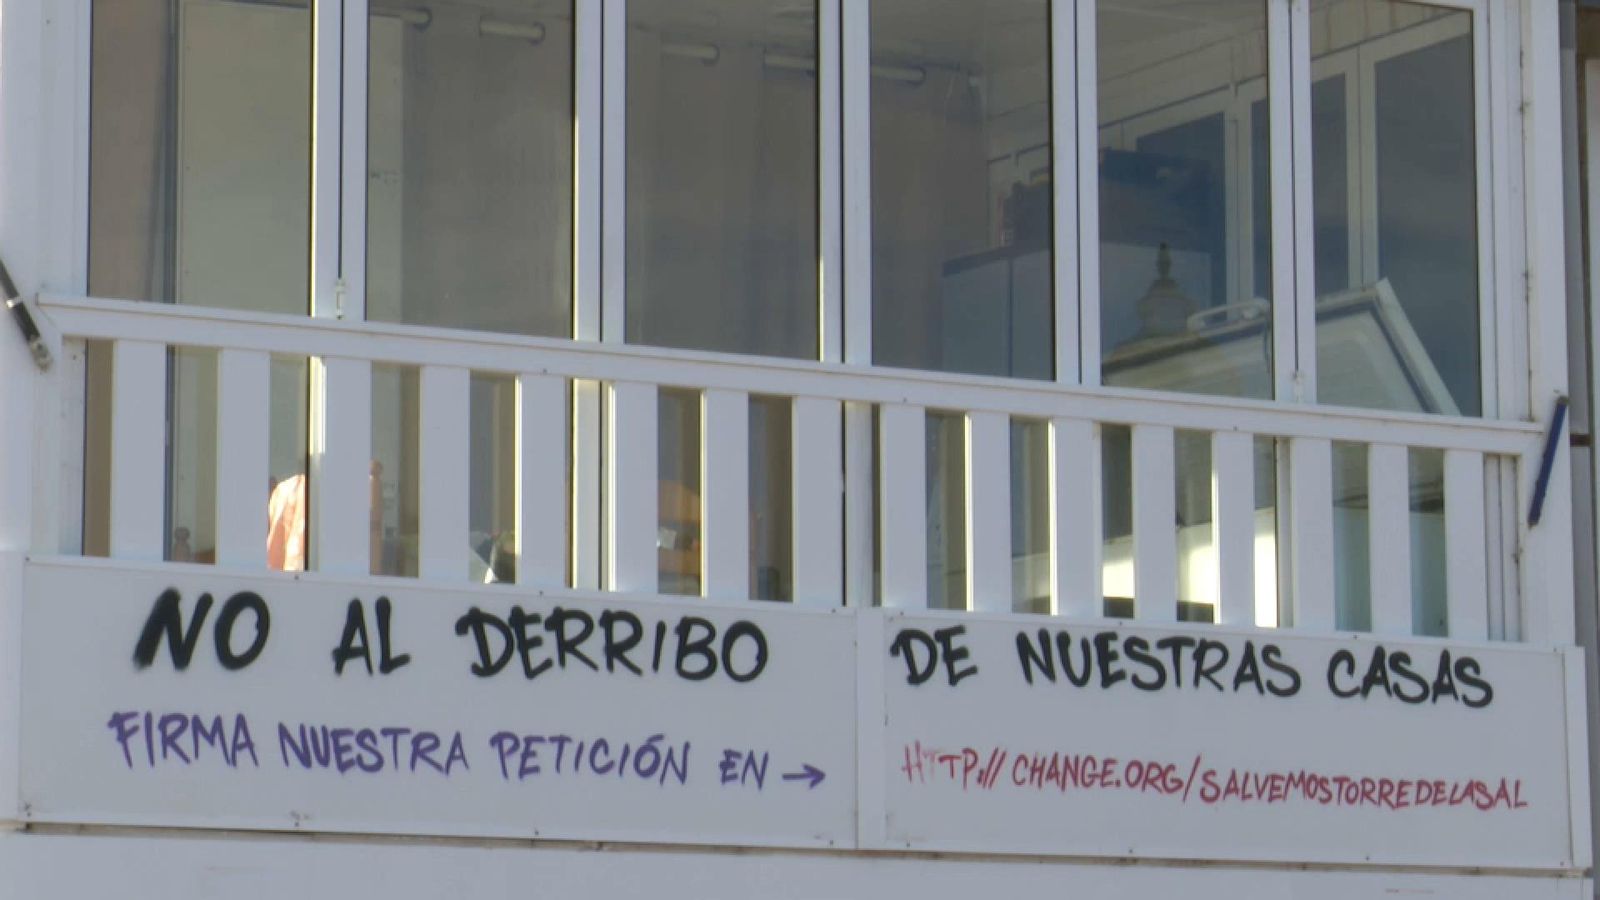 NO AL DERRIBO DE NUESTRAS CASAS
FIRMA NUESTRA PETICIÓN EN → HTTP:// CHANGE.ORG/SALVEMOSTORREDELASAL